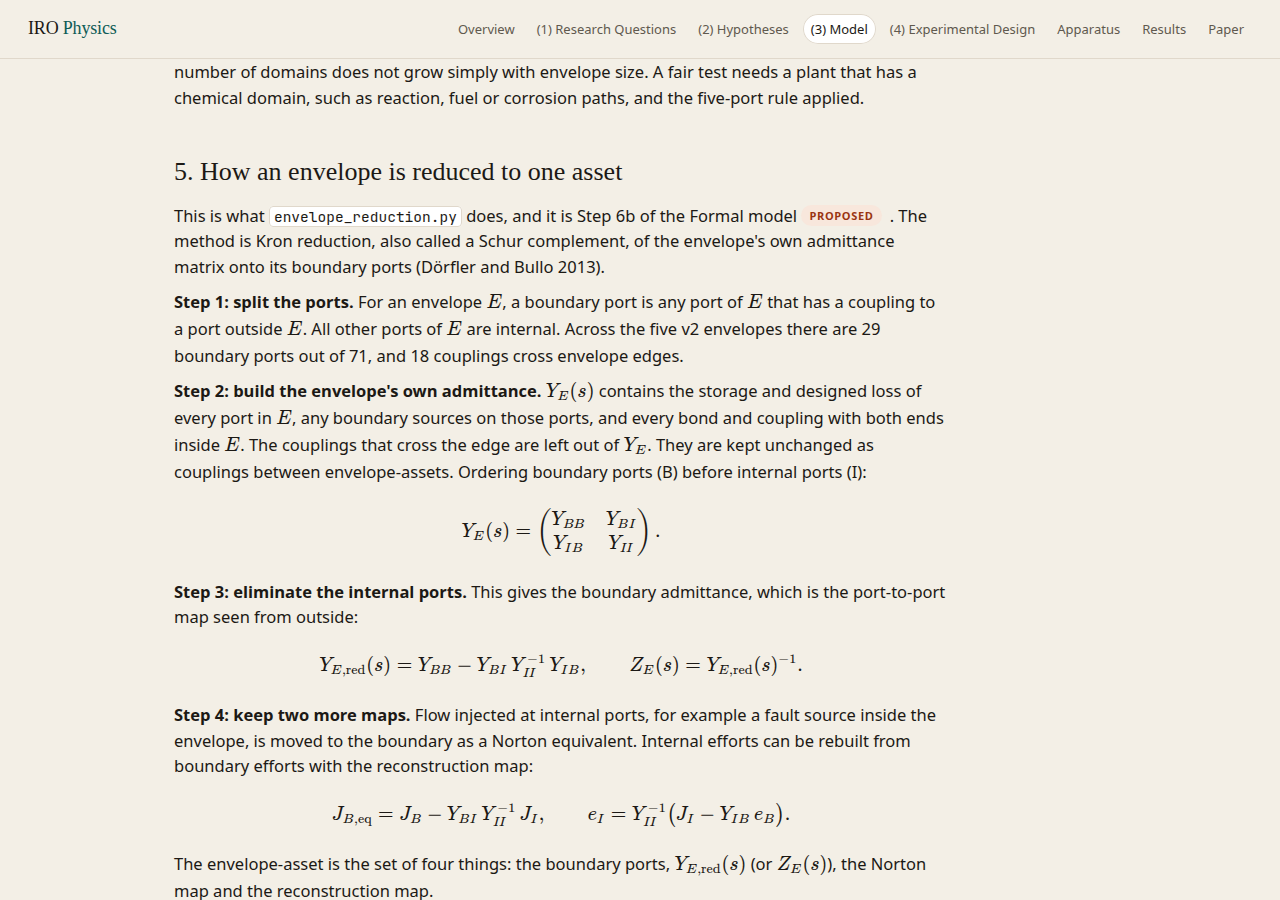 IRO Physics
Overview (1) Research Questions (2) Hypotheses (3) Model (4) Experimental Design Apparatus Results Paper
number of domains does not grow simply with envelope size. A fair test needs a plant that has a
chemical domain, such as reaction, fuel or corrosion paths, and the five-port rule applied.
5. How an envelope is reduced to one asset
This is what envelope_reduction.py does, and it is Step 6b of the Formal model PROPOSED . The
method is Kron reduction, also called a Schur complement, of the envelope's own admittance
matrix onto its boundary ports (Dörfler and Bullo 2013).
Step 1: split the ports. For an envelope E, a boundary port is any port of E that has a coupling to
a port outside E. All other ports of E are internal. Across the five v2 envelopes there are 29
boundary ports out of 71, and 18 couplings cross envelope edges.
Step 2: build the envelope's own admittance. Y_E(s) contains the storage and designed loss of
every port in E, any boundary sources on those ports, and every bond and coupling with both ends
inside E. The couplings that cross the edge are left out of Y_E. They are kept unchanged as
couplings between envelope-assets. Ordering boundary ports (B) before internal ports (I):
Y_E(s) = ( Y_BB Y_BI
Y_IB Y_II ) .
Step 3: eliminate the internal ports. This gives the boundary admittance, which is the port-to-port
map seen from outside:
Y_{E,red}(s) = Y_BB − Y_BI Y_II^{−1} Y_IB, Z_E(s) = Y_{E,red}(s)^{−1}.
Step 4: keep two more maps. Flow injected at internal ports, for example a fault source inside the
envelope, is moved to the boundary as a Norton equivalent. Internal efforts can be rebuilt from
boundary efforts with the reconstruction map:
J_{B,eq} = J_B − Y_BI Y_II^{−1} J_I, e_I = Y_II^{−1}(J_I − Y_IB e_B).
The envelope-asset is the set of four things: the boundary ports, Y_{E,red}(s) (or Z_E(s)), the Norton
map and the reconstruction map.